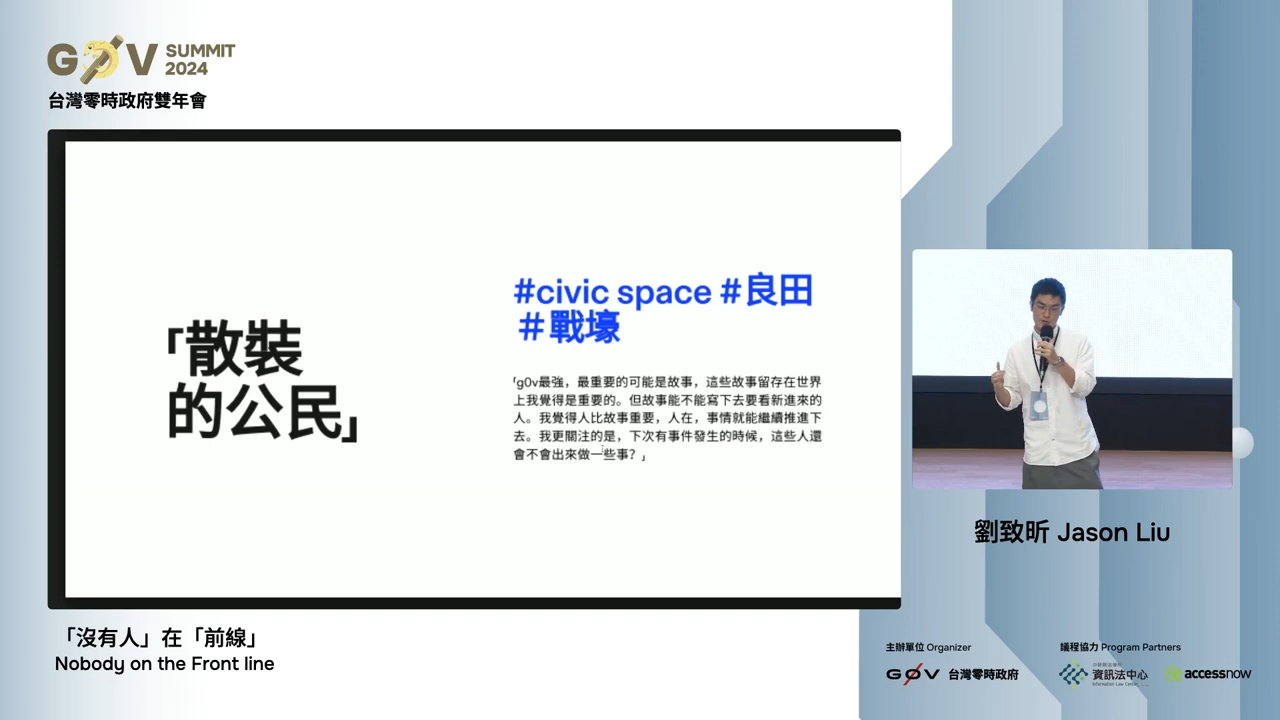 G0V SUMMIT 2024
台灣零時政府雙年會
「散裝
的公民」
#civic space #良田
#戰壕
「g0v最強，最重要的可能是故事，這些故事留存在世界
上我覺得是重要的。但故事能不能寫下去要看新進來的
人。我覺得人比故事重要，人在，事情就能繼續推進下
去。我更關注的是，下次有事件發生的時候，這些人還
會不會出來做一些事？」
劉致昕 Jason Liu
「沒有人」在「前線」
Nobody on the Front line
主辦單位 Organizer
G0V 台灣零時政府
議程協力 Program Partners
資訊法中心
Information Law Center
accessnow